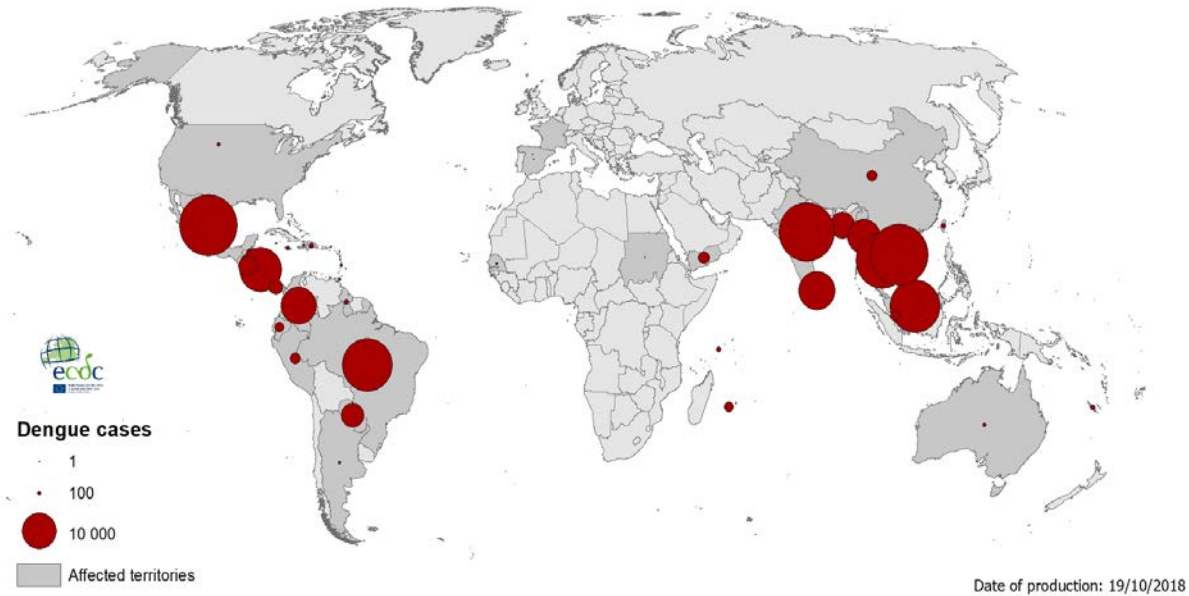 ecdc
Dengue cases
1
100
10 000
Affected territories
Date of production: 19/10/2018